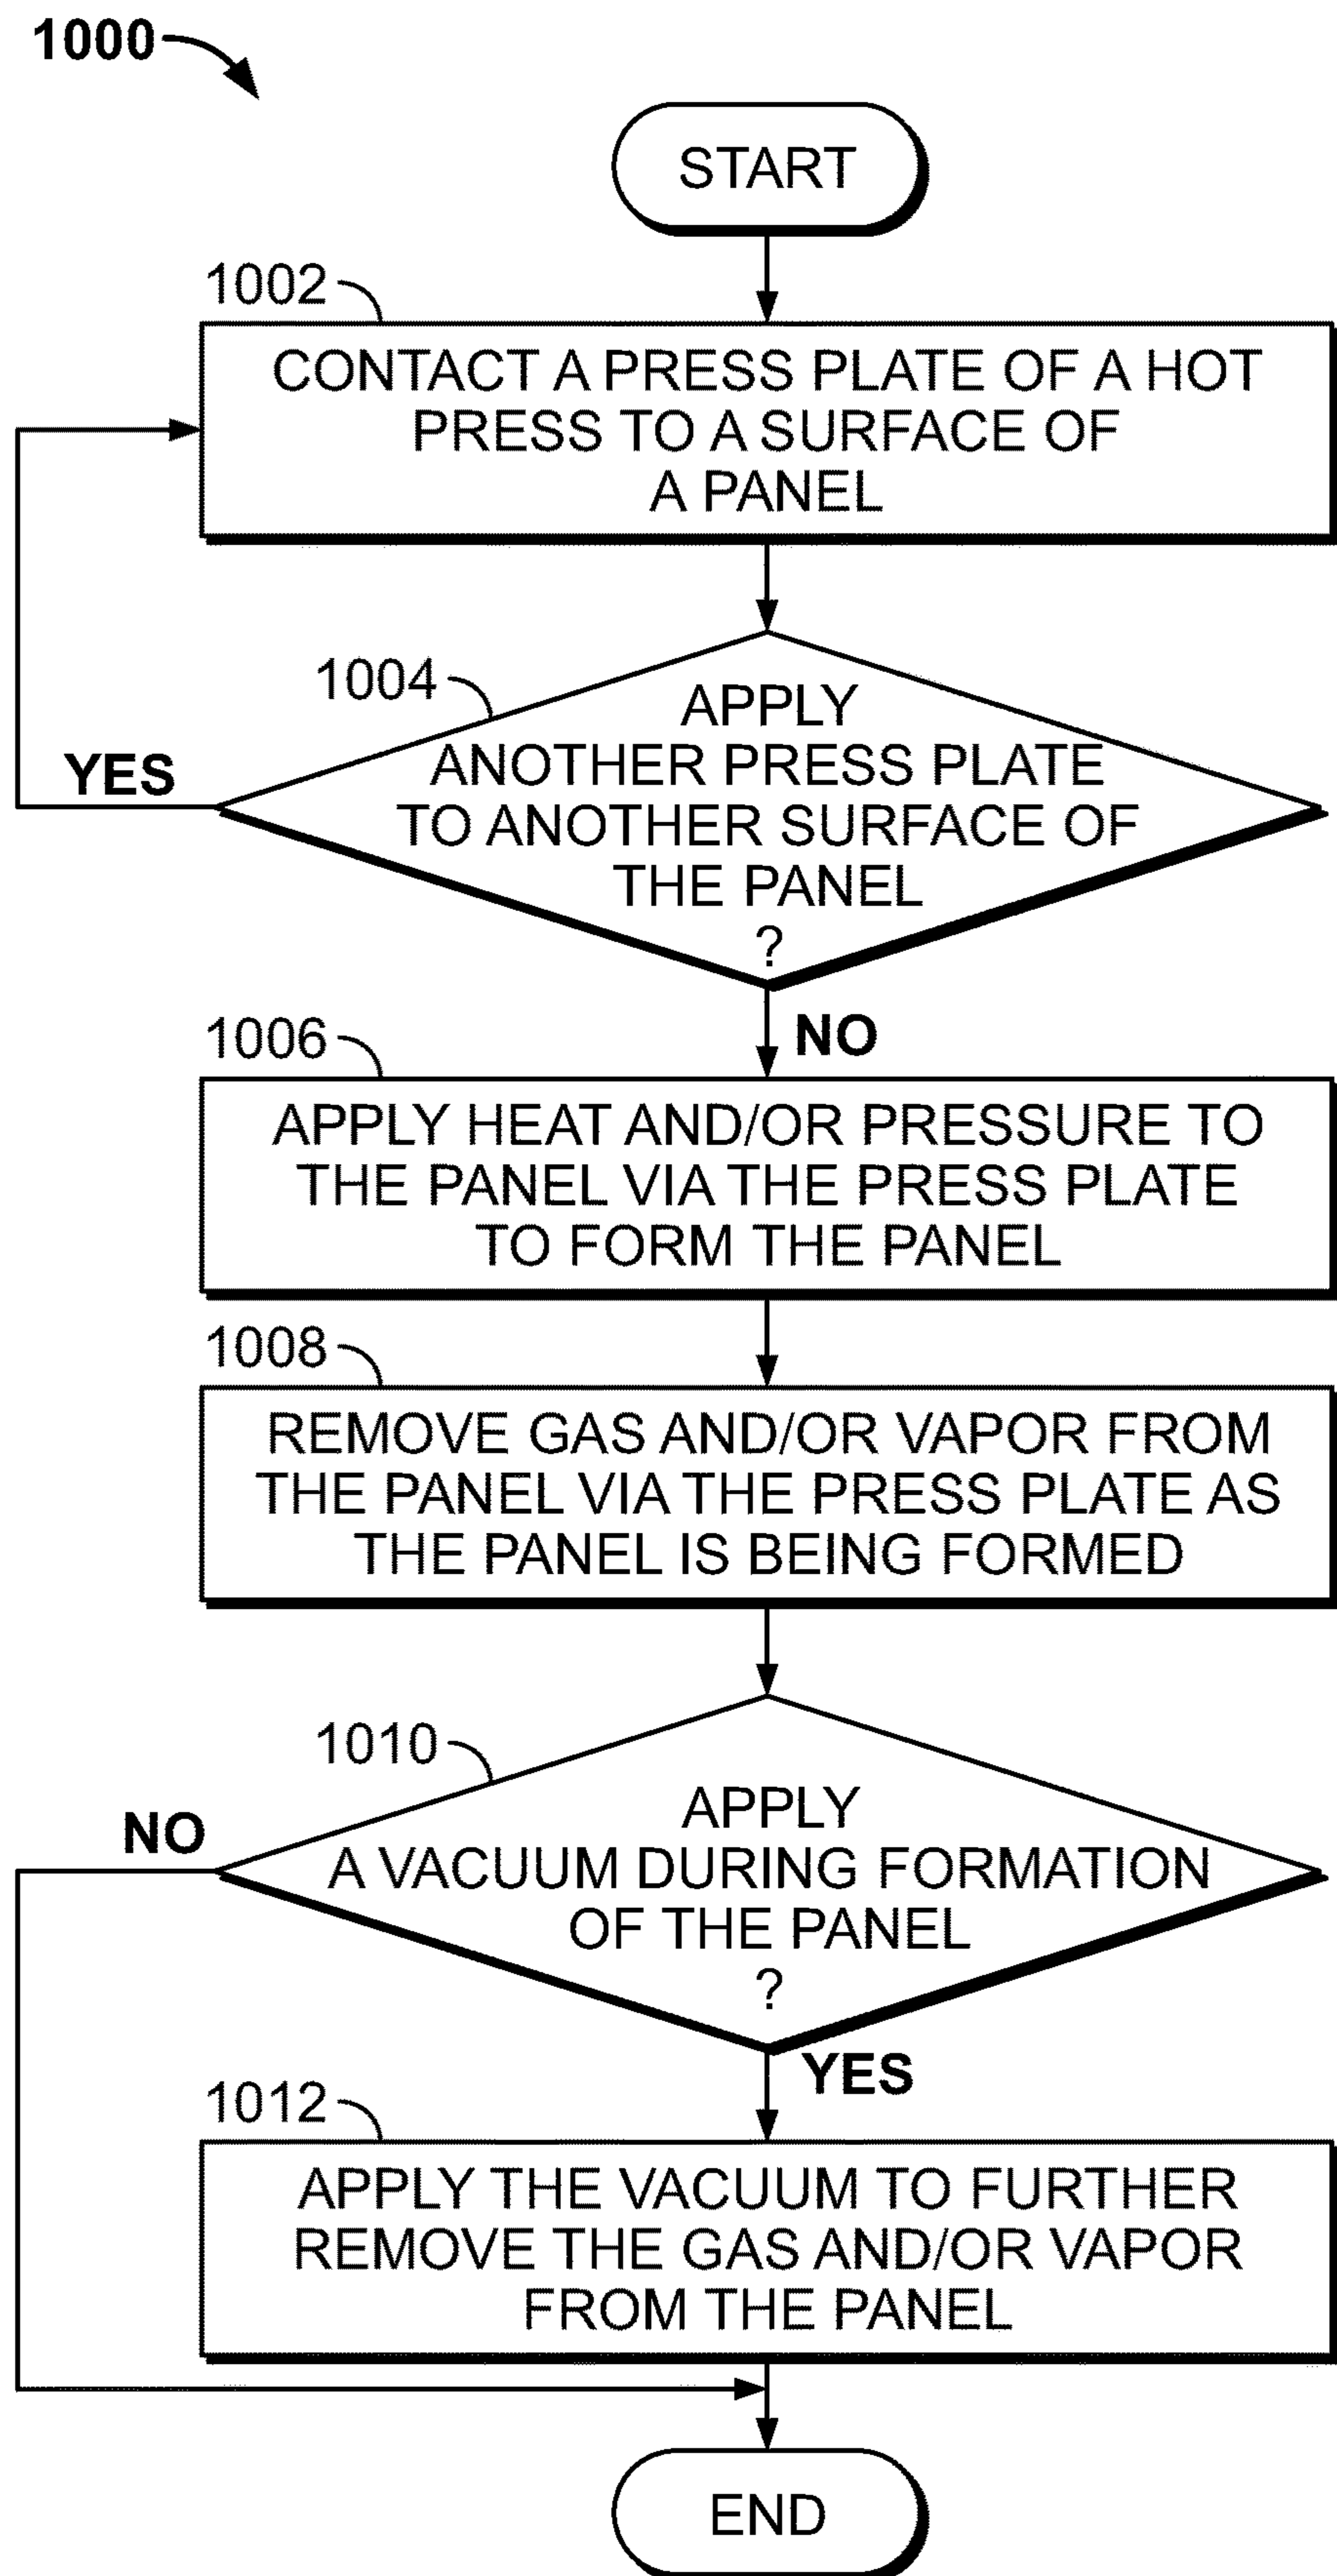 1000
START
1002
CONTACT A PRESS PLATE OF A HOT
PRESS TO A SURFACE OF
A PANEL
1004
APPLY
ANOTHER PRESS PLATE
TO ANOTHER SURFACE OF
THE PANEL
?
YES
NO
1006
APPLY HEAT AND/OR PRESSURE TO
THE PANEL VIA THE PRESS PLATE
TO FORM THE PANEL
1008
REMOVE GAS AND/OR VAPOR FROM
THE PANEL VIA THE PRESS PLATE AS
THE PANEL IS BEING FORMED
1010
APPLY
A VACUUM DURING FORMATION
OF THE PANEL
?
NO
YES
1012
APPLY THE VACUUM TO FURTHER
REMOVE THE GAS AND/OR VAPOR
FROM THE PANEL
END